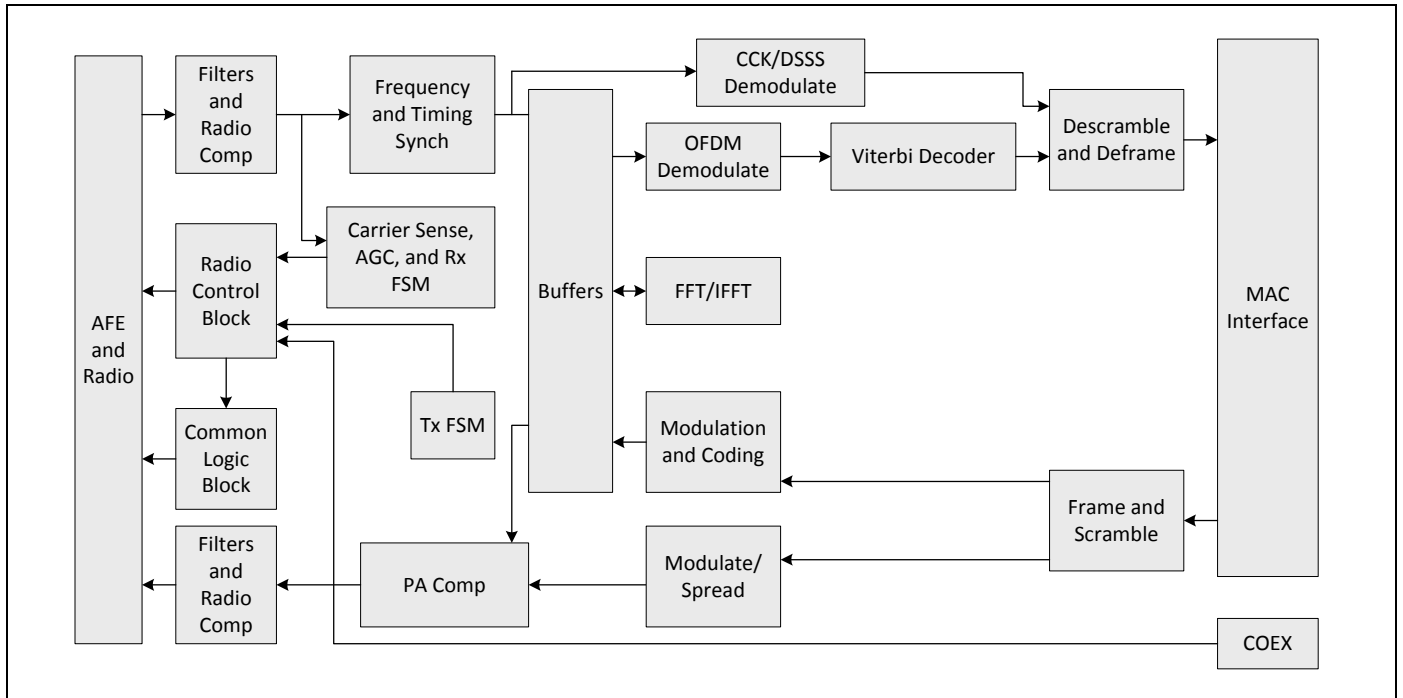 Filters
and
Radio
Comp
Frequency
and Timing
Synch
CCK/DSSS
Demodulate
OFDM
Demodulate
Viterbi Decoder
Descramble
and Deframe
Carrier Sense,
AGC, and Rx
FSM
Radio
Control
Block
AFE
and
Radio
Buffers
FFT/IFFT
MAC
Interface
Tx FSM
Common
Logic
Block
Modulation
and Coding
Frame and
Scramble
Filters
and
Radio
Comp
PA Comp
Modulate/
Spread
COEX